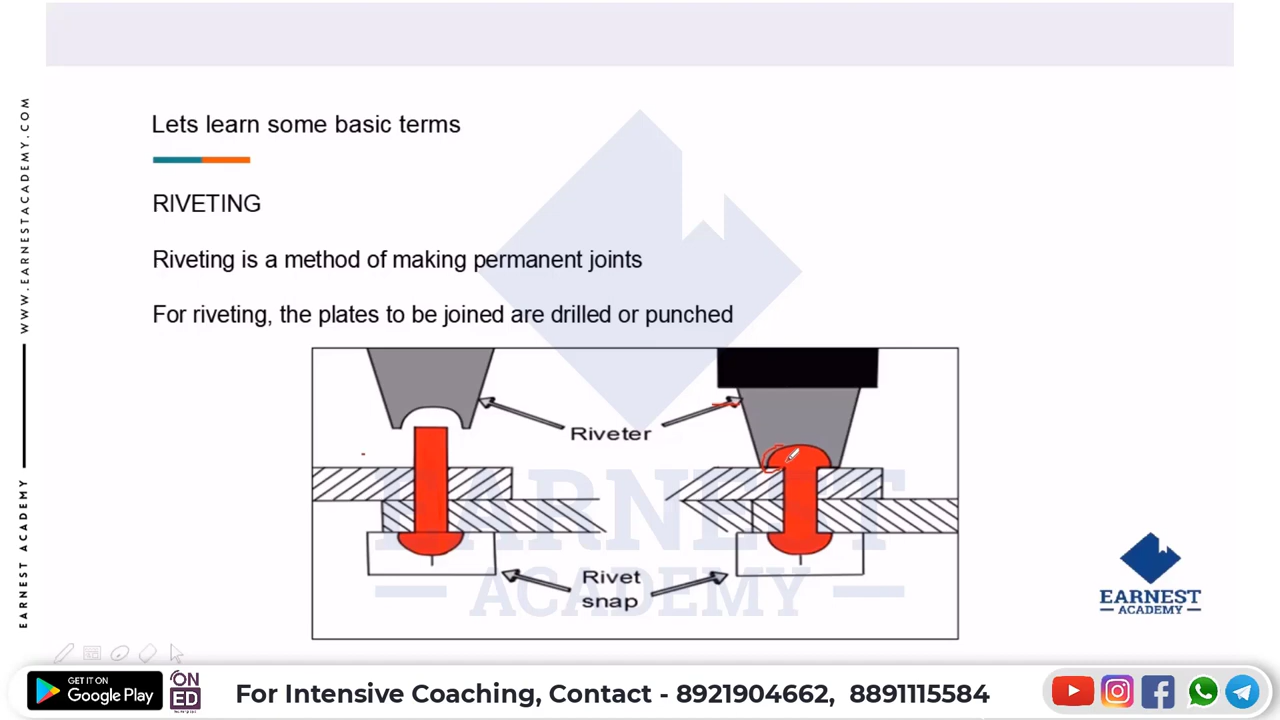 Lets learn some basic terms
RIVETING
Riveting is a method of making permanent joints
For riveting, the plates to be joined are drilled or punched
Riveter
Rivet
snap
EARNEST
ACADEMY
EARNEST
ACADEMY
WWW.EARNESTACADEMY.COM
EARNEST ACADEMY
GET IT ON
Google Play
ON
ED
For Intensive Coaching, Contact - 8921904662, 8891115584